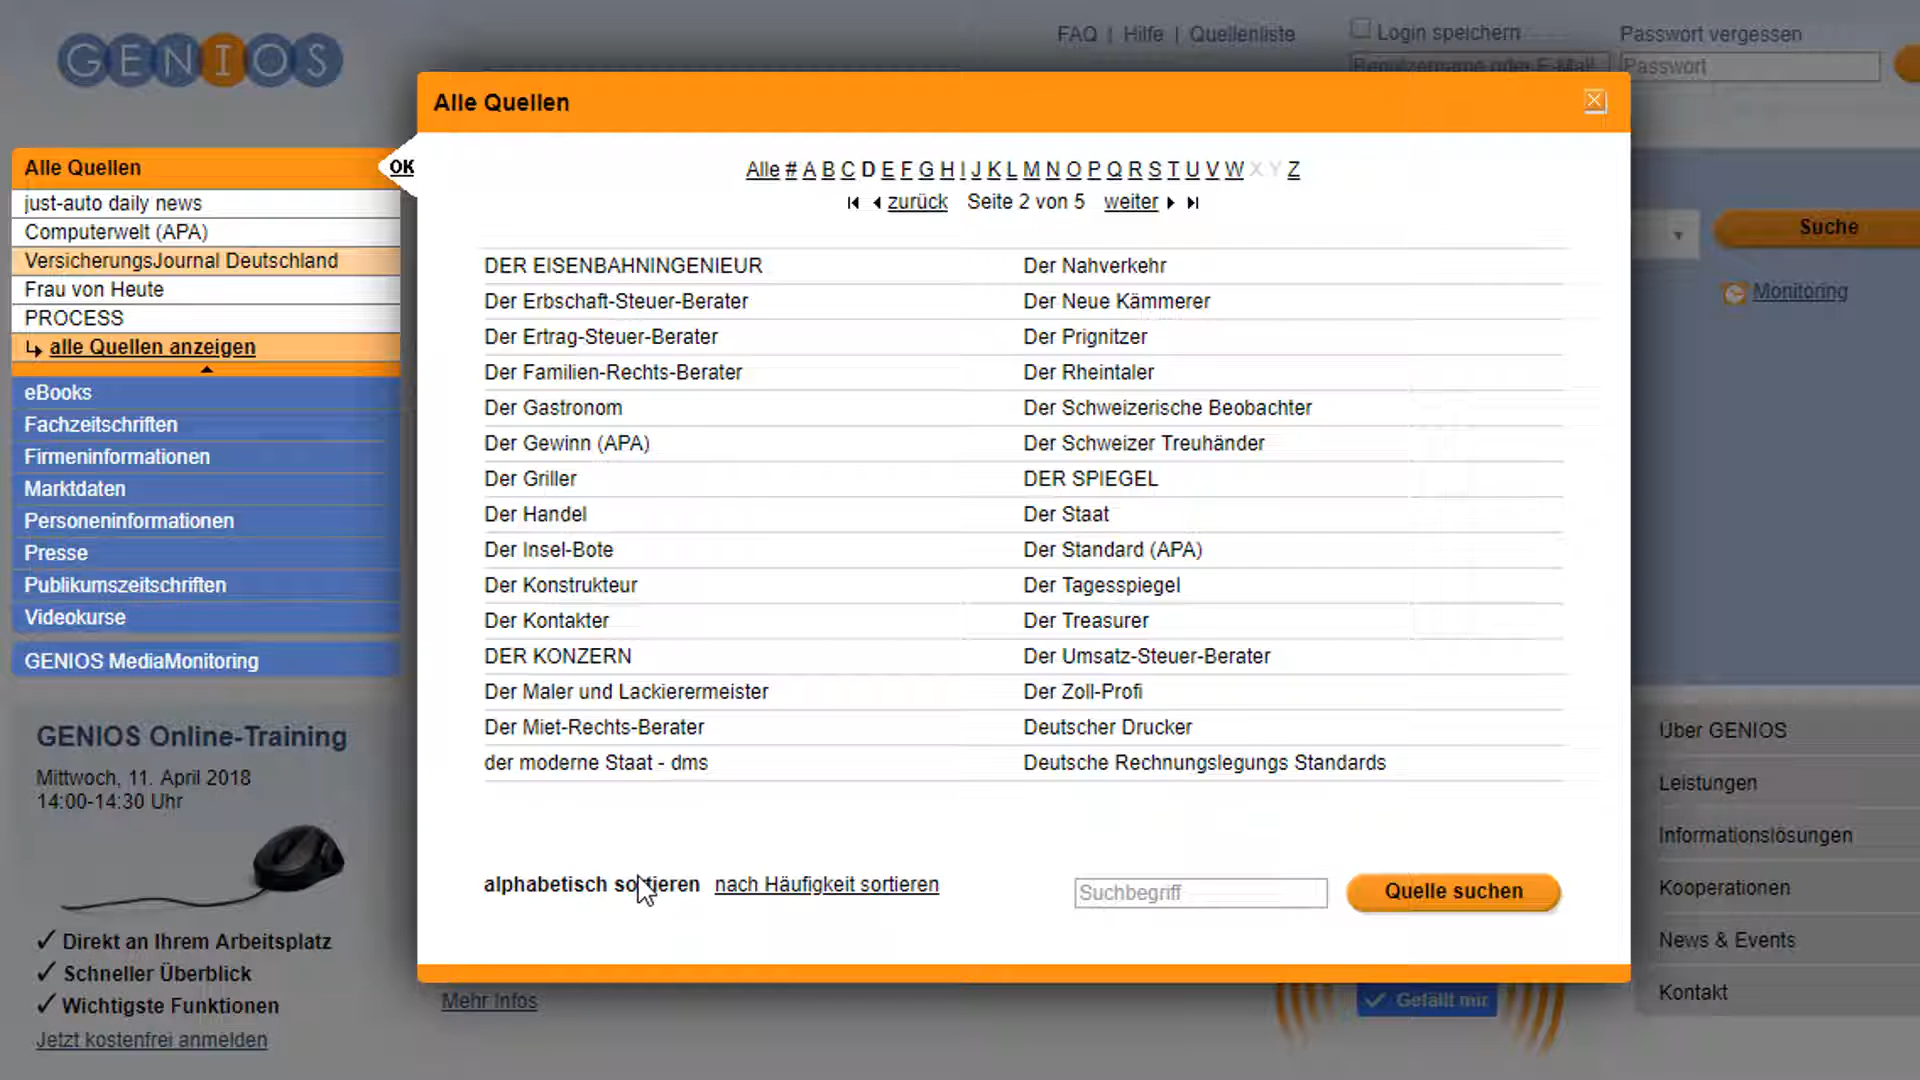 GENIOS
FAQ | Hilfe | Quellenliste
Login speichern
Passwort vergessen
Benutzername oder E-Mail
Passwort
Alle Quellen
Alle Quellen
OK
just-auto daily news
Computerwelt (APA)
VersicherungsJournal Deutschland
Frau von Heute
PROCESS
alle Quellen anzeigen
eBooks
Fachzeitschriften
Firmeninformationen
Marktdaten
Personeninformationen
Presse
Publikumszeitschriften
Videokurse
GENIOS MediaMonitoring
GENIOS Online-Training
Mittwoch, 11. April 2018
14:00-14:30 Uhr
✓ Direkt an Ihrem Arbeitsplatz
✓ Schneller Überblick
✓ Wichtigste Funktionen
Jetzt kostenfrei anmelden
Alle # A B C D E F G H I J K L M N O P Q R S T U V W X Y Z
zurück Seite 2 von 5 weiter
DER EISENBAHNINGENIEUR
Der Erbschaft-Steuer-Berater
Der Ertrag-Steuer-Berater
Der Familien-Rechts-Berater
Der Gastronom
Der Gewinn (APA)
Der Griller
Der Handel
Der Insel-Bote
Der Konstrukteur
Der Kontakter
DER KONZERN
Der Maler und Lackierermeister
Der Miet-Rechts-Berater
der moderne Staat - dms
Der Nahverkehr
Der Neue Kämmerer
Der Prignitzer
Der Rheintaler
Der Schweizerische Beobachter
Der Schweizer Treuhänder
DER SPIEGEL
Der Staat
Der Standard (APA)
Der Tagesspiegel
Der Treasurer
Der Umsatz-Steuer-Berater
Der Zoll-Profi
Deutscher Drucker
Deutsche Rechnungslegungs Standards
alphabetisch sortieren nach Häufigkeit sortieren
Suchbegriff
Quelle suchen
Mehr Infos
Gefällt mir
Suche
Monitoring
Über GENIOS
Leistungen
Informationslösungen
Kooperationen
News & Events
Kontakt